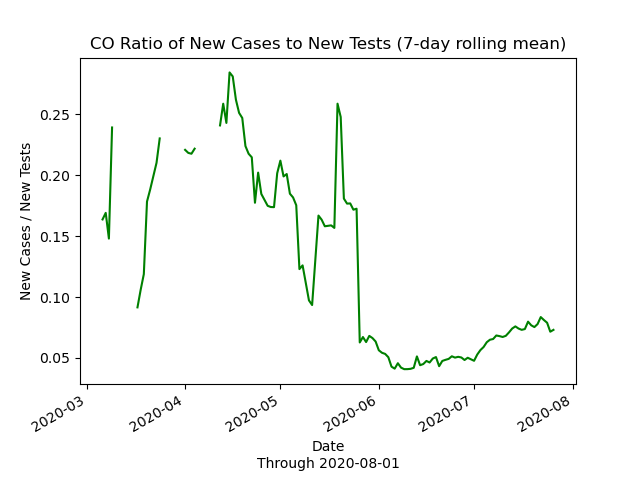 CO Ratio of New Cases to New Tests (7-day rolling mean)
New Cases / New Tests
0.25
0.20
0.15
0.10
0.05
2020-03
2020-04
2020-05
2020-06
2020-07
2020-08
Date
Through 2020-08-01